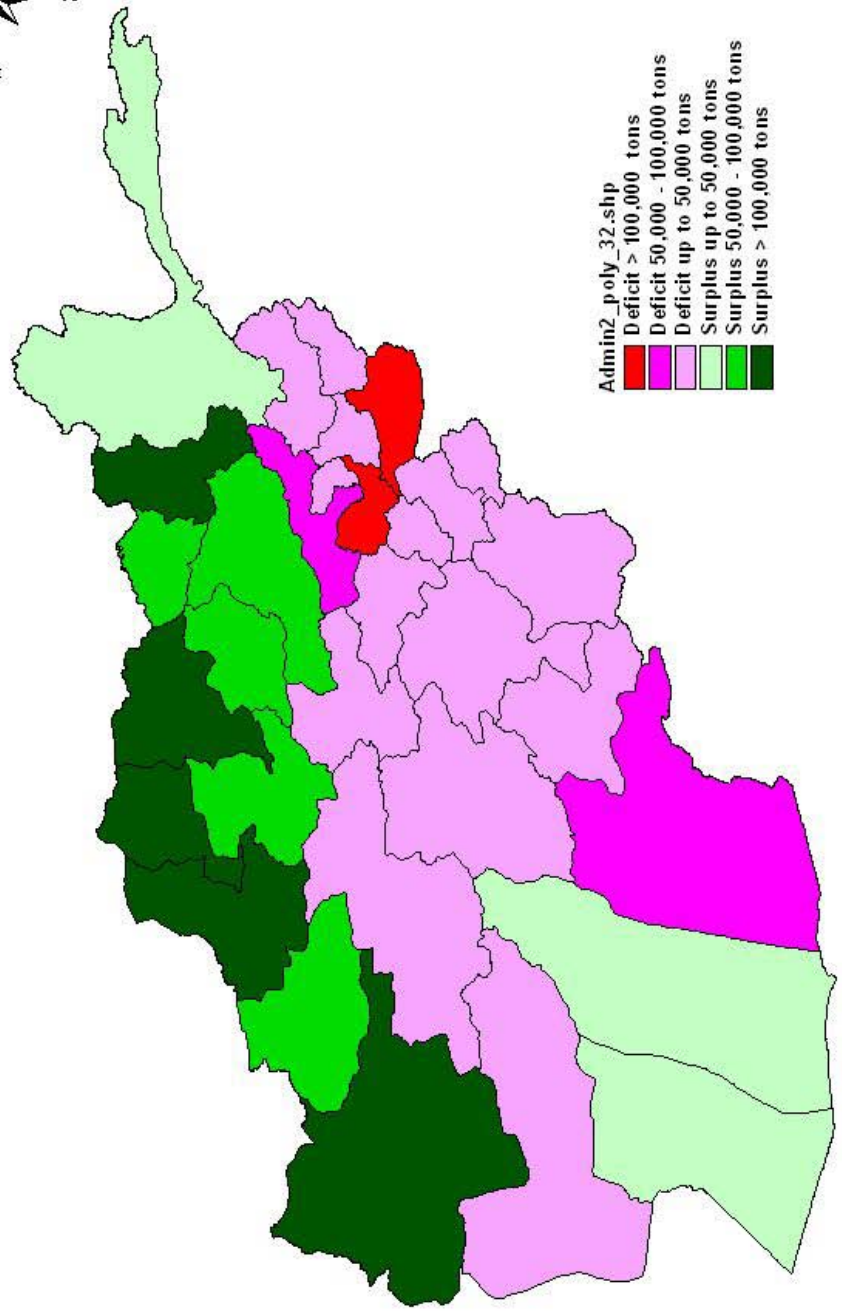 Admin2_poly_32.shp
Deficit > 100,000 tons
Deficit 50,000 - 100,000 tons
Deficit up to 50,000 tons
Surplus up to 50,000 tons
Surplus 50,000 - 100,000 tons
Surplus > 100,000 tons